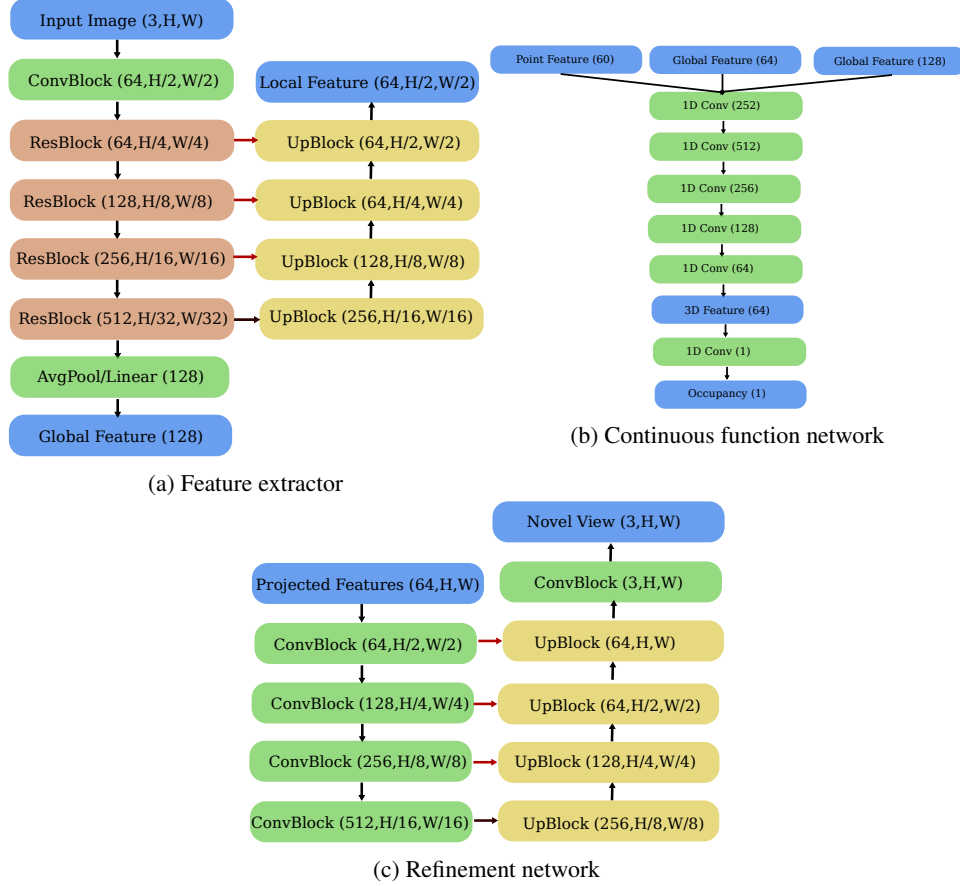 Input Image (3,H,W)
ConvBlock (64,H/2,W/2)
ResBlock (64,H/4,W/4)
ResBlock (128,H/8,W/8)
ResBlock (256,H/16,W/16)
ResBlock (512,H/32,W/32)
AvgPool/Linear (128)
Global Feature (128)
Local Feature (64,H/2,W/2)
UpBlock (64,H/2,W/2)
UpBlock (64,H/4,W/4)
UpBlock (128,H/8,W/8)
UpBlock (256,H/16,W/16)
(a) Feature extractor
Point Feature (60)
Global Feature (64)
Global Feature (128)
1D Conv (252)
1D Conv (512)
1D Conv (256)
1D Conv (128)
1D Conv (64)
3D Feature (64)
1D Conv (1)
Occupancy (1)
(b) Continuous function network
Projected Features (64,H,W)
ConvBlock (64,H/2,W/2)
ConvBlock (128,H/4,W/4)
ConvBlock (256,H/8,W/8)
ConvBlock (512,H/16,W/16)
Novel View (3,H,W)
ConvBlock (3,H,W)
UpBlock (64,H,W)
UpBlock (64,H/2,W/2)
UpBlock (128,H/4,W/4)
UpBlock (256,H/8,W/8)
(c) Refinement network